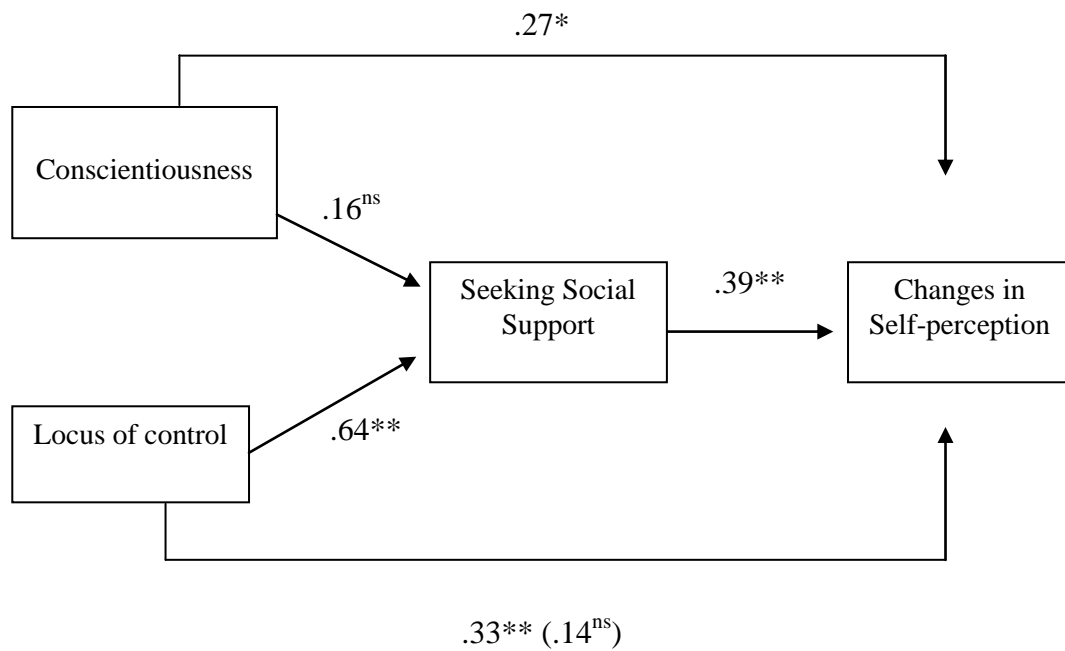 .27*
Conscientiousness
.16ns
Seeking Social
Support
.39**
Changes in
Self-perception
Locus of control
.64**
.33** (.14ns)